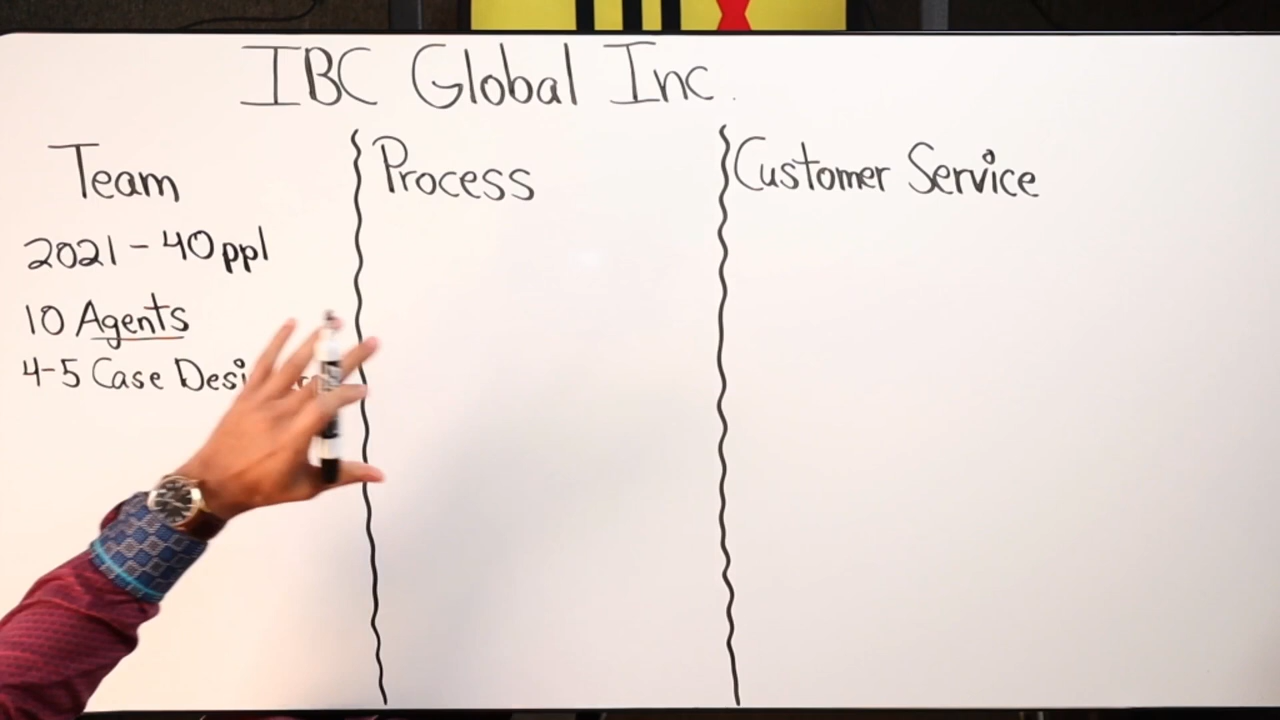 IBC Global Inc.
Team
2021 - 40 ppl
10 Agents
4-5 Case
Process
Customer Service